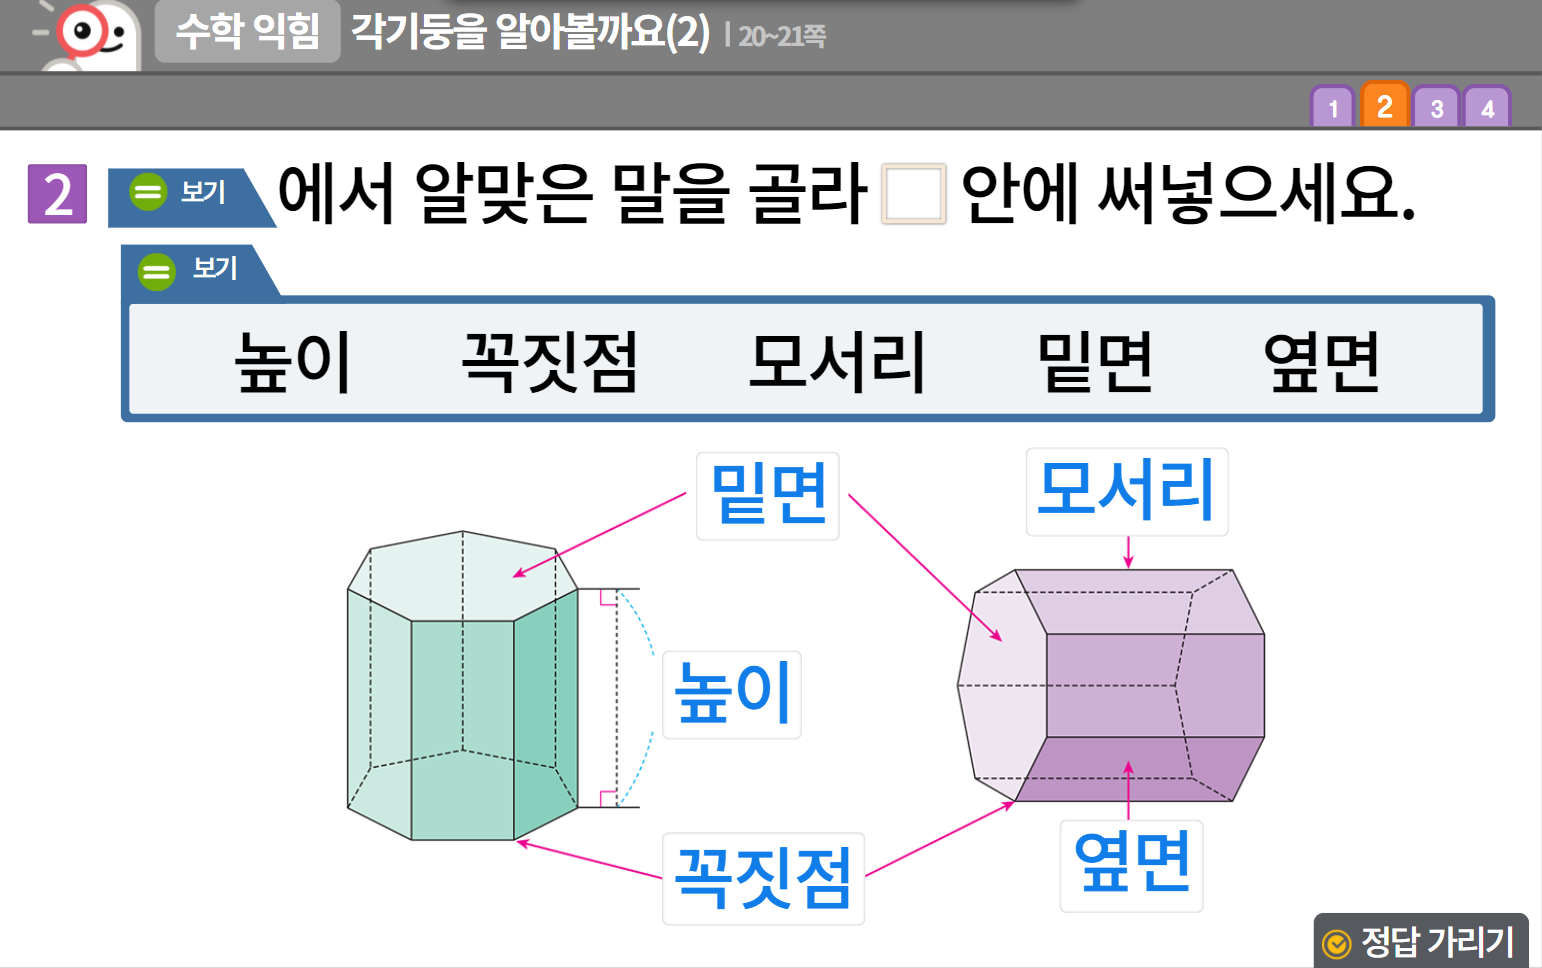 수학 익힘 각기둥을 알아볼까요(2) | 20~21쪽
1 2 3 4
2 보기 에서 알맞은 말을 골라 안에 써넣으세요.
보기
높이 꼭짓점 모서리 밑면 옆면
밑면 모서리
높이
꼭짓점 옆면
정답 가리기